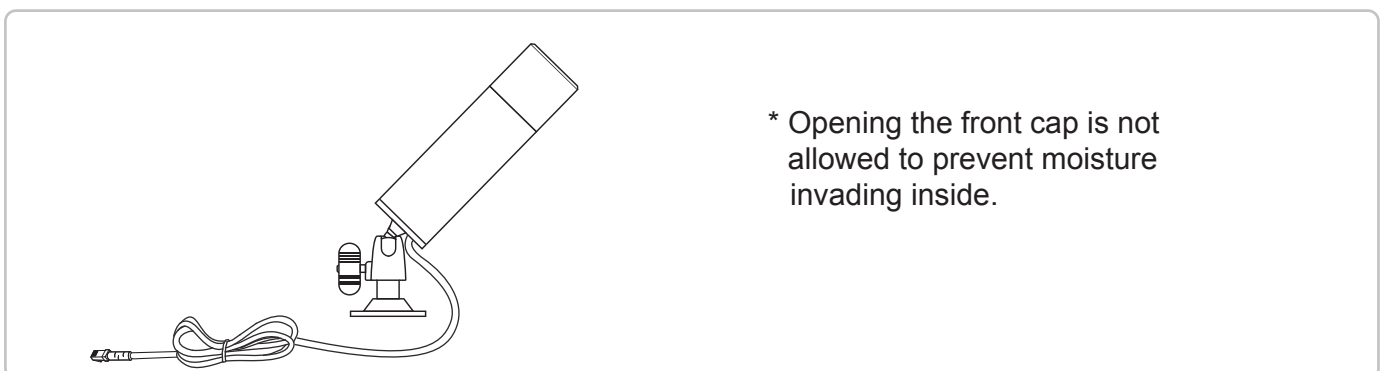 * Opening the front cap is not
allowed to prevent moisture
invading inside.